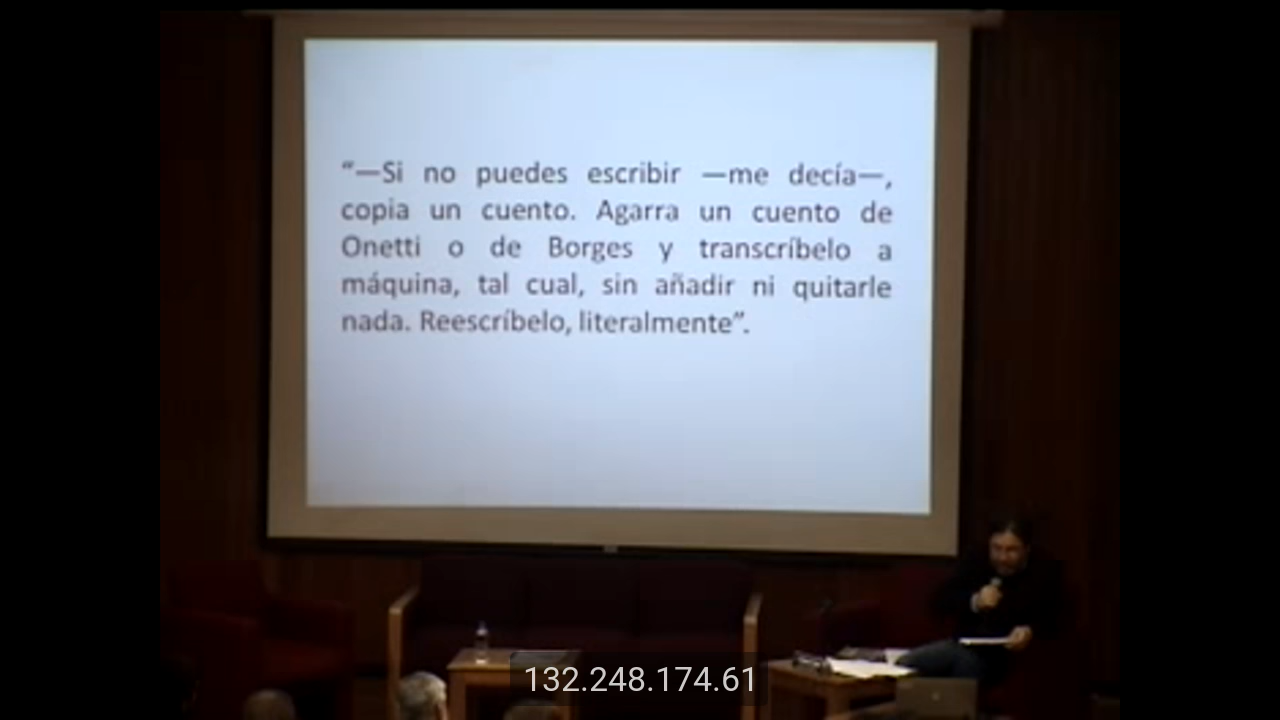 “—Si no puedes escribir —me decía—,
copia un cuento. Agarra un cuento de
Onetti o de Borges y transcríbelo a
máquina, tal cual, sin añadir ni quitarle
nada. Reescríbelo, literalmente”.
132.248.174.61